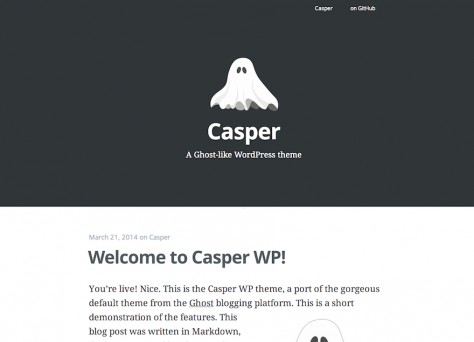 Casper on GitHub
Casper
A Ghost-like WordPress theme
March 21, 2014 on Casper
Welcome to Casper WP!
You're live! Nice. This is the Casper WP theme, a port of the gorgeous
default theme from the Ghost blogging platform. This is a short
demonstration of the features. This
blog post was written in Markdown,